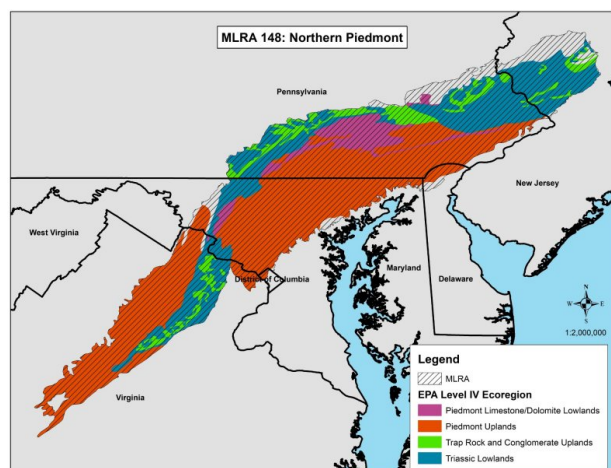 MLRA 148: Northern Piedmont
Pennsylvania
New Jersey
West Virginia
District of Columbia
Maryland
Delaware
Virginia
N
W E
S
1:2,000,000
Legend
MLRA
EPA Level IV Ecoregion
Piedmont Limestone/Dolomite Lowlands
Piedmont Uplands
Trap Rock and Conglomerate Uplands
Triassic Lowlands